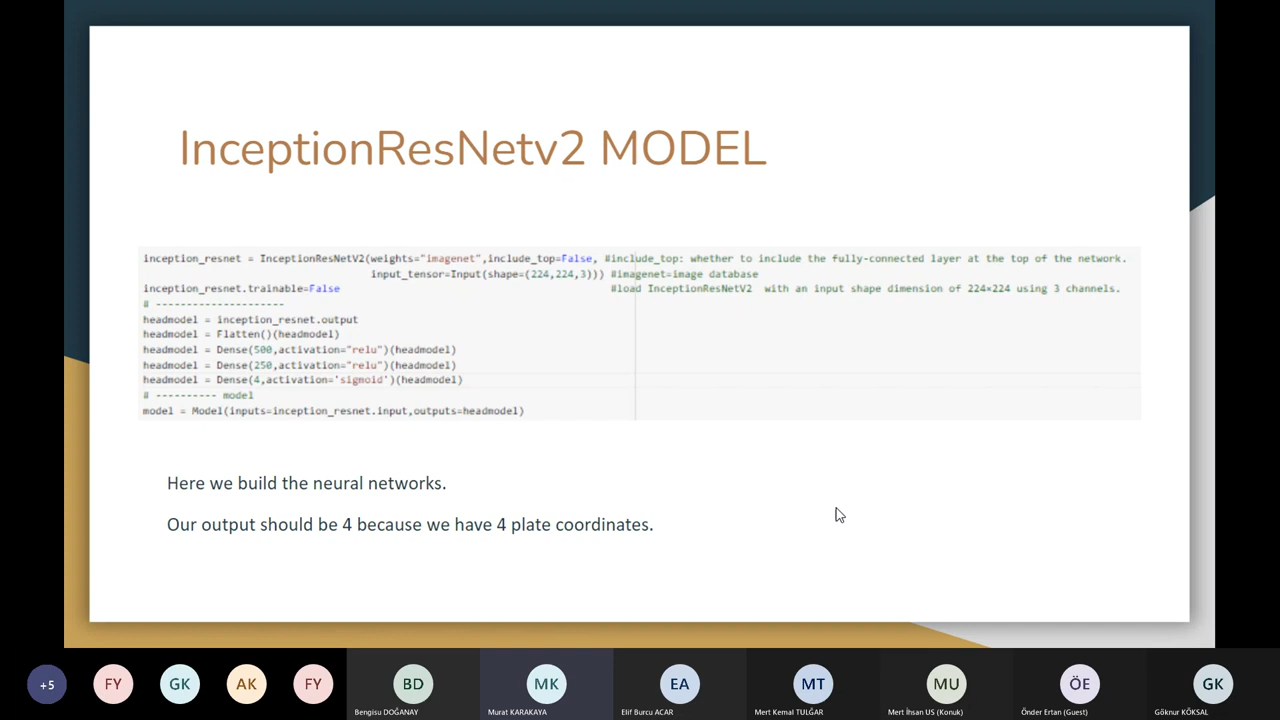 InceptionResNetv2 MODEL
inception_resnet = InceptionResNetV2(weights="imagenet",include_top=False, #include_top: whether to include the fully-connected layer at the top of the network.
input_tensor=Input(shape=(224,224,3))) #imagenet=image database
inception_resnet.trainable=False #load InceptionResNetV2 with an input shape dimension of 224×224 using 3 channels.
# --------------------
headmodel = inception_resnet.output
headmodel = Flatten()(headmodel)
headmodel = Dense(500,activation="relu")(headmodel)
headmodel = Dense(250,activation="relu")(headmodel)
headmodel = Dense(4,activation='sigmoid')(headmodel)
# ---------- model
model = Model(inputs=inception_resnet.input,outputs=headmodel)
Here we build the neural networks.
Our output should be 4 because we have 4 plate coordinates.
+5 FY GK AK FY BD MK EA MT MU ÖE GK
Bengisu DOĞANAY Murat KARAKAYA Elif Burcu ACAR Mert Kemal TULĞAR Mert İhsan US (Konuk) Önder Ertan (Guest) Göknur KÖKSAL